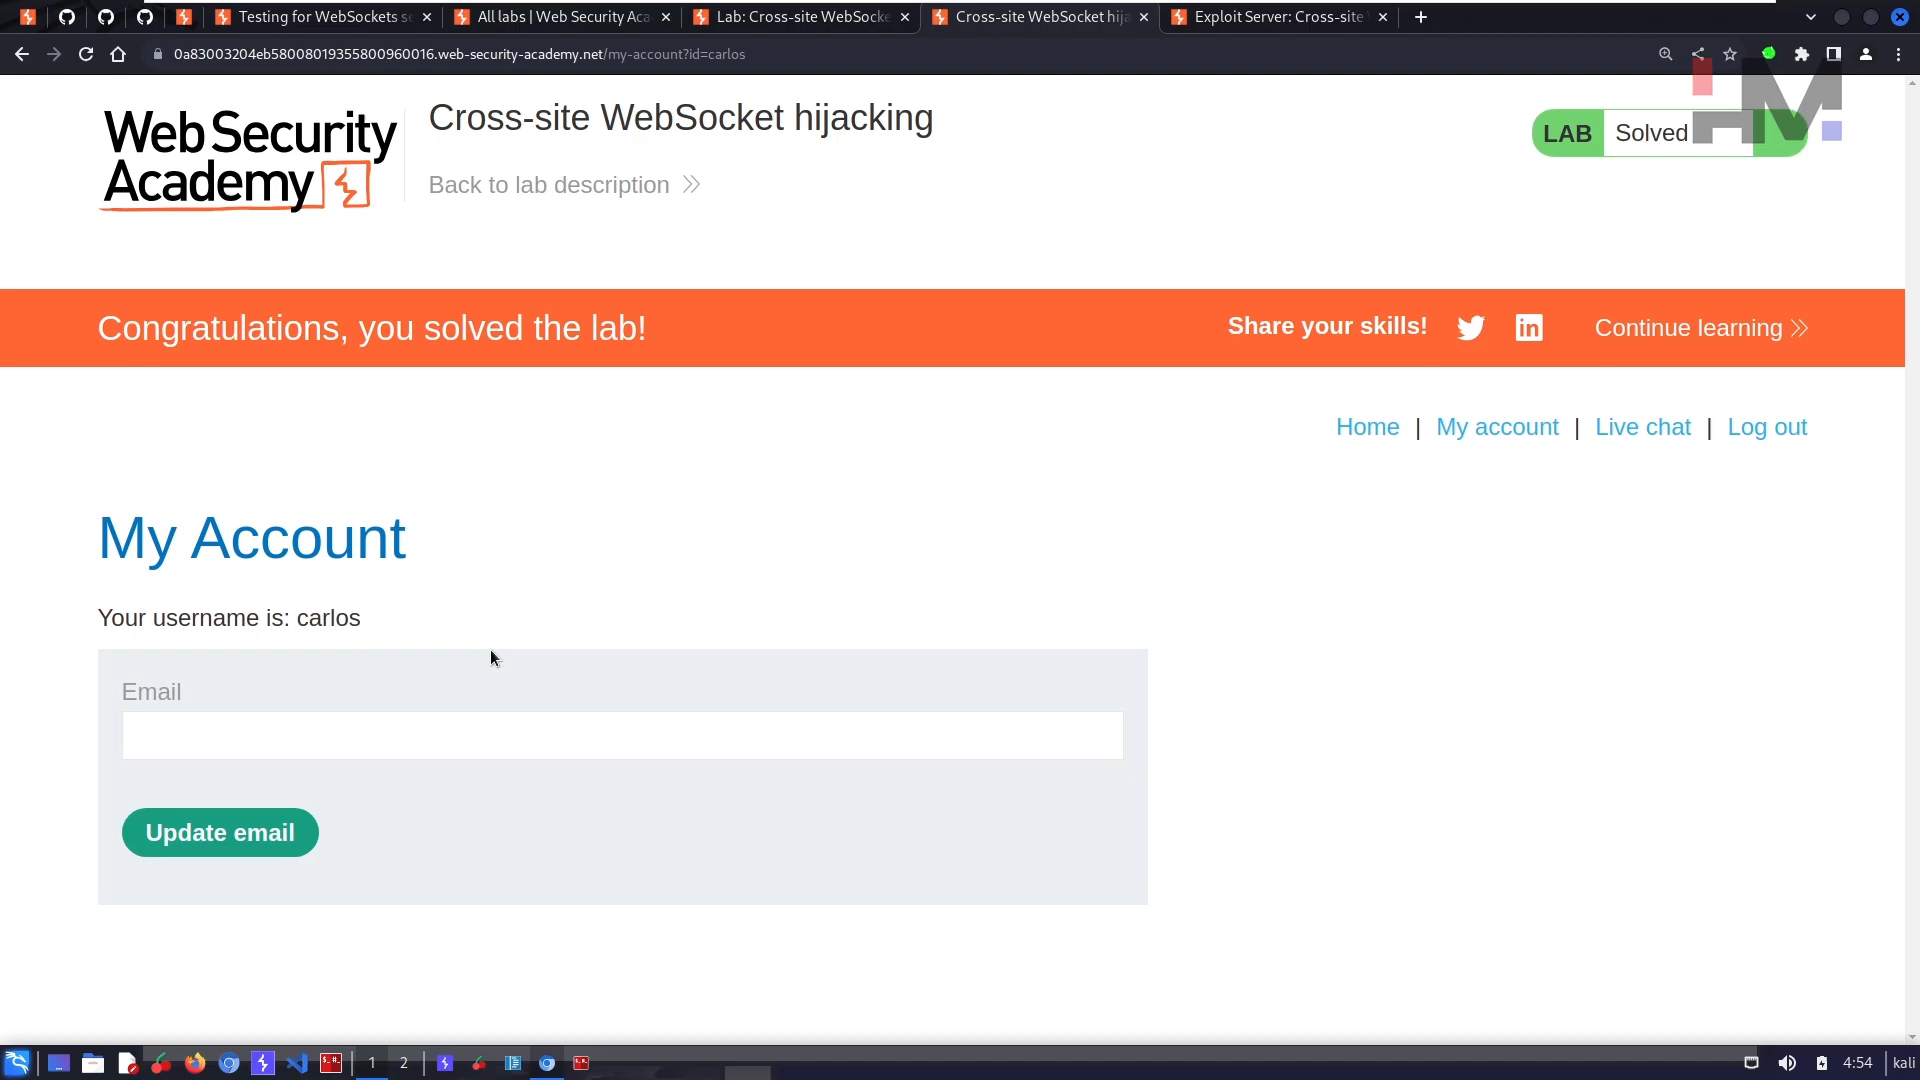 Testing for WebSockets s
All labs | Web Security Aca
Lab: Cross-site WebSocke
Cross-site WebSocket hija
Exploit Server: Cross-site
0a83003204eb58008019355800960016.web-security-academy.net/my-account?id=carlos
Web Security
Academy
Cross-site WebSocket hijacking
Back to lab description
LAB Solved
Congratulations, you solved the lab!
Share your skills!
Continue learning
Home | My account | Live chat | Log out
My Account
Your username is: carlos
Email
Update email
1 2
4:54
kali